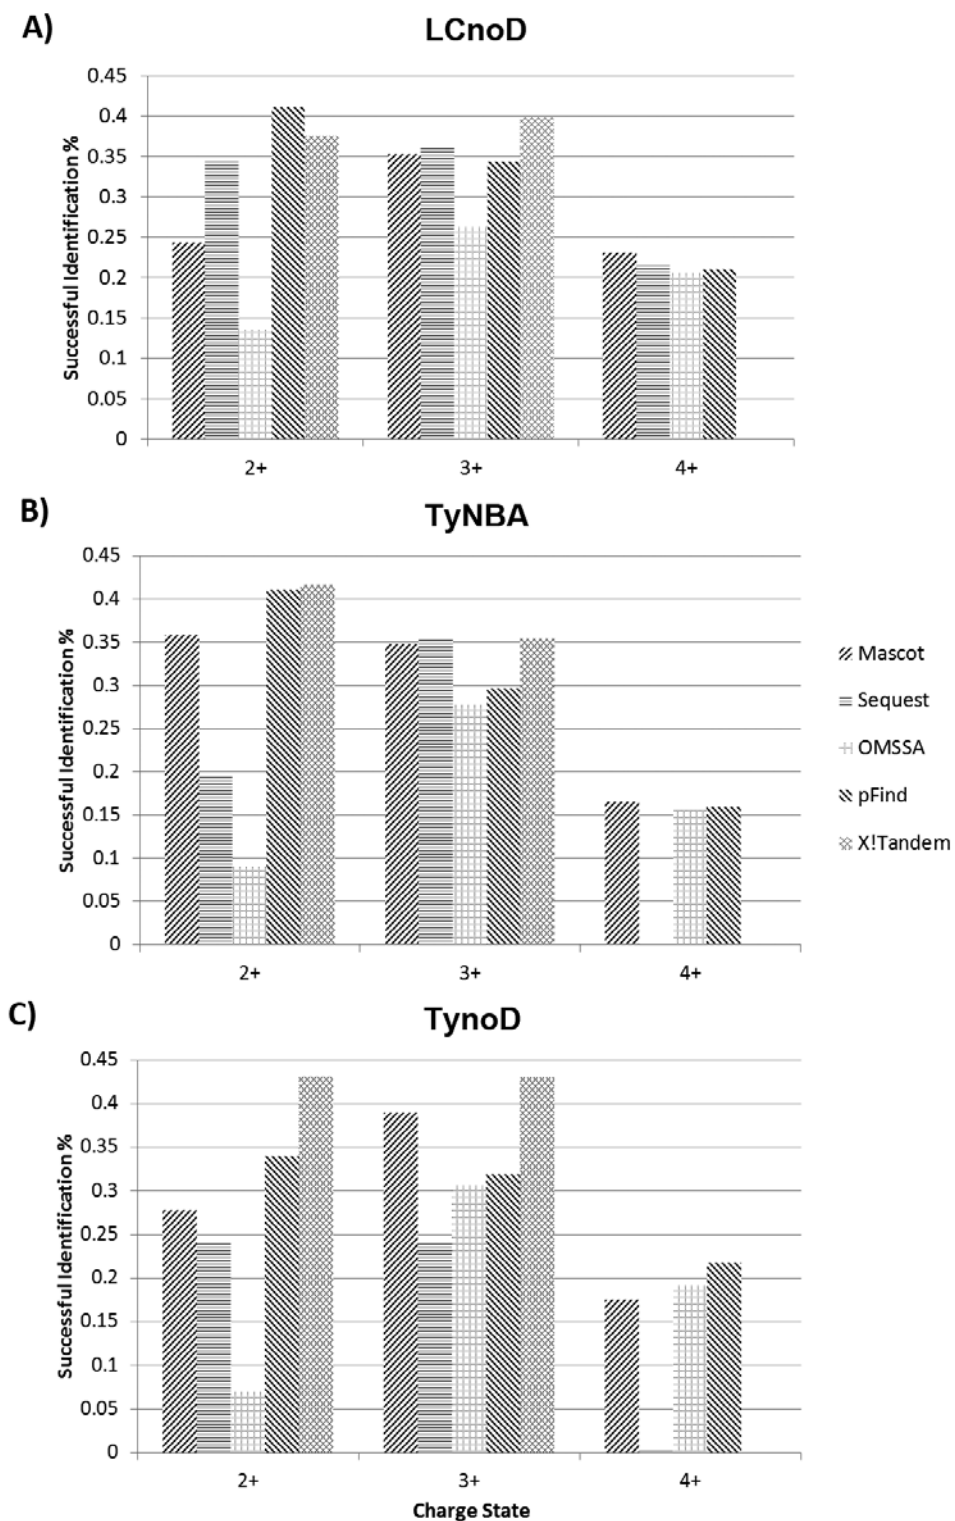 A)
LCnoD
Successful Identification %
0.45
0.4
0.35
0.3
0.25
0.2
0.15
0.1
0.05
0
2+ 3+ 4+
B)
TyNBA
Successful Identification %
0.45
0.4
0.35
0.3
0.25
0.2
0.15
0.1
0.05
0
2+ 3+ 4+
Mascot
Sequest
OMSSA
pFind
X!Tandem
C)
TynoD
Successful Identification %
0.45
0.4
0.35
0.3
0.25
0.2
0.15
0.1
0.05
0
2+ 3+ 4+
Charge State